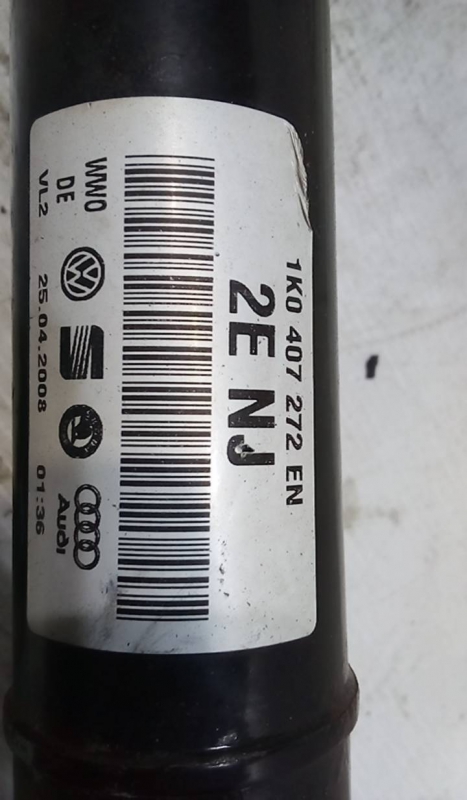 1K0 407 272 EN
2E NJ
WWO
DE
Audi
VL2 25.04.2008 01:36